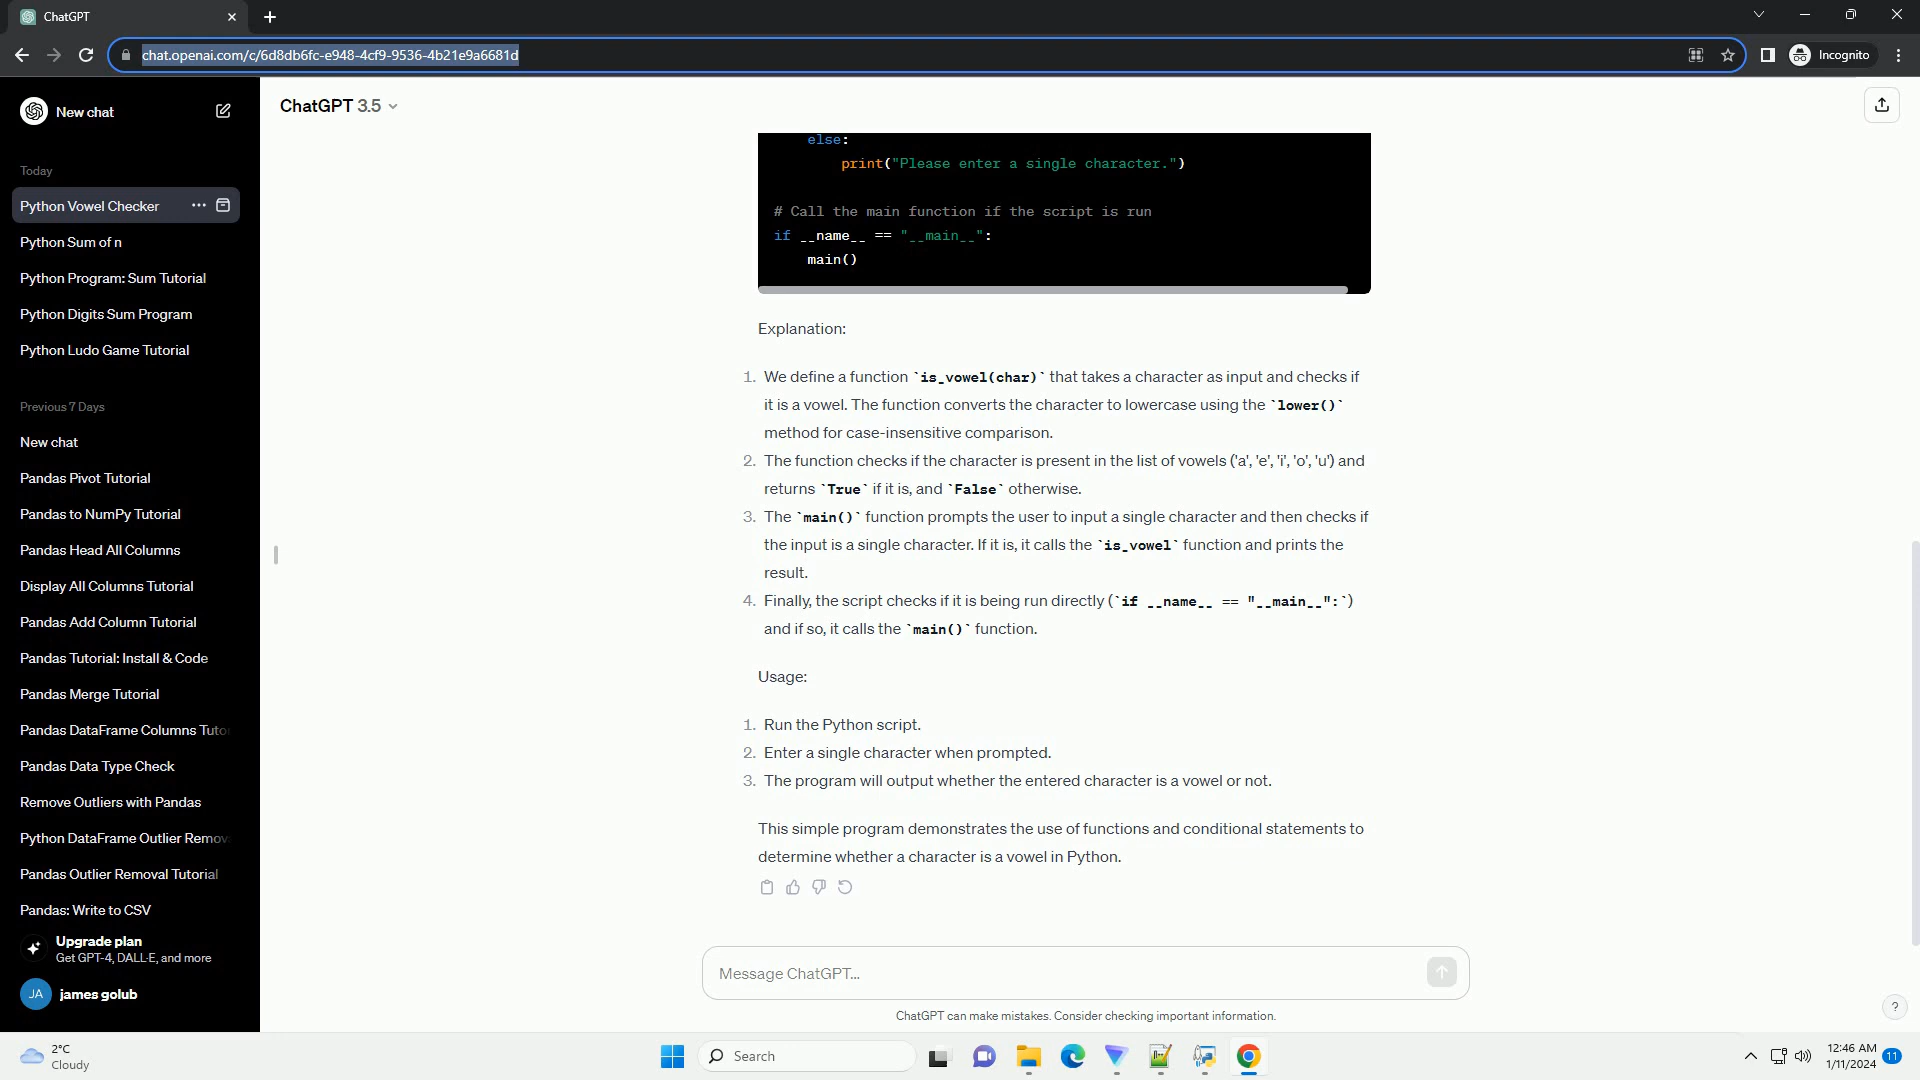 ChatGPT
chat.openai.com/c/6d8db6fc-e948-4cf9-9536-4b21e9a6681d
Incognito
New chat
Today
Python Vowel Checker
Python Sum of n
Python Program: Sum Tutorial
Python Digits Sum Program
Python Ludo Game Tutorial
Previous 7 Days
New chat
Pandas Pivot Tutorial
Pandas to NumPy Tutorial
Pandas Head All Columns
Display All Columns Tutorial
Pandas Add Column Tutorial
Pandas Tutorial: Install & Code
Pandas Merge Tutorial
Pandas DataFrame Columns Tutor
Pandas Data Type Check
Remove Outliers with Pandas
Python DataFrame Outlier Remov
Pandas Outlier Removal Tutorial
Pandas: Write to CSV
Upgrade plan
Get GPT-4, DALL·E, and more
JA
james golub
ChatGPT 3.5
else:
print("Please enter a single character.")
# Call the main function if the script is run
if __name__ == "__main__":
main()
Explanation:
1. We define a function `is_vowel(char)` that takes a character as input and checks if
it is a vowel. The function converts the character to lowercase using the `lower()`
method for case-insensitive comparison.
2. The function checks if the character is present in the list of vowels ('a', 'e', 'i', 'o', 'u') and
returns `True` if it is, and `False` otherwise.
3. The `main()` function prompts the user to input a single character and then checks if
the input is a single character. If it is, it calls the `is_vowel` function and prints the
result.
4. Finally, the script checks if it is being run directly (`if __name__ == "__main__":`)
and if so, it calls the `main()` function.
Usage:
1. Run the Python script.
2. Enter a single character when prompted.
3. The program will output whether the entered character is a vowel or not.
This simple program demonstrates the use of functions and conditional statements to
determine whether a character is a vowel in Python.
Message ChatGPT...
ChatGPT can make mistakes. Consider checking important information.
?
2°C
Cloudy
Search
12:46 AM
1/11/2024
11